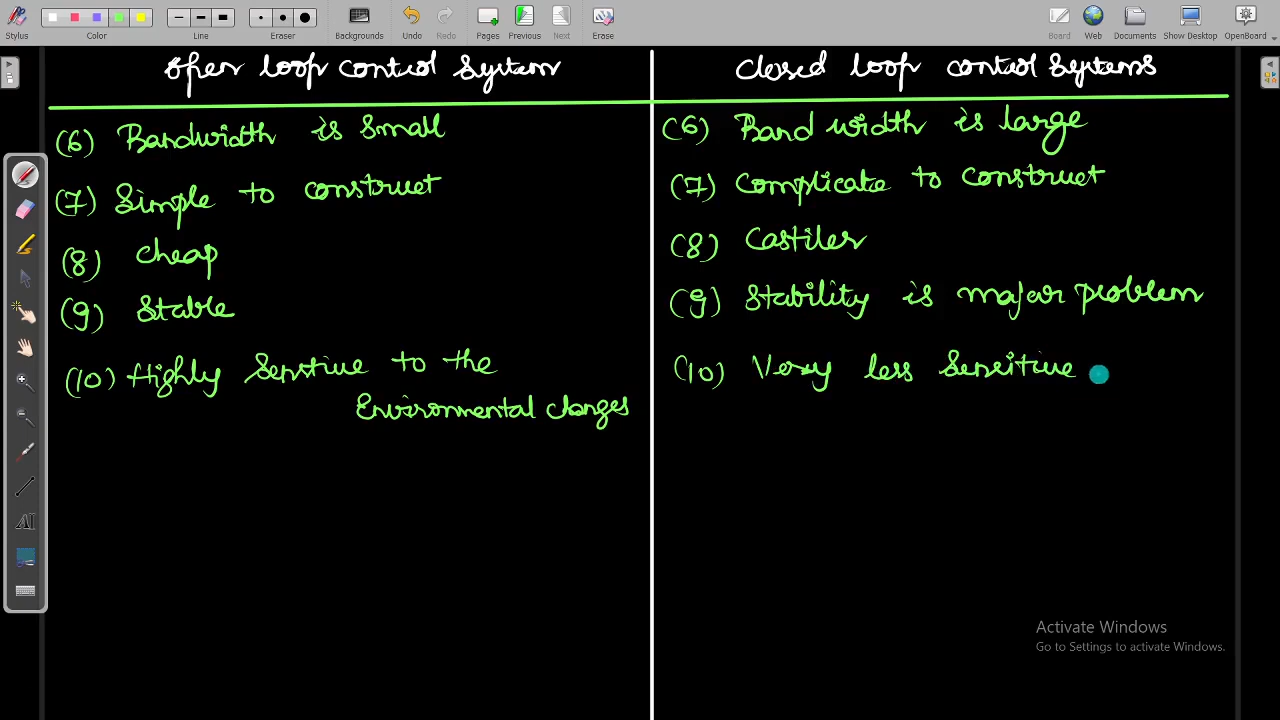 Stylus
Color
Line
Eraser
Backgrounds
Undo
Redo
Pages
Previous
Next
Erase
Board
Web
Documents
Show Desktop
OpenBoard
Open loop control System
Closed loop control Systems
(6) Bandwidth is Small
(6) Band width is large
(7) Simple to construct
(7) Complicate to construct
(8) Cheap
(8) Costiler
(9) Stable
(9) Stability is major problem
(10) Highly Sensitive to the
Environmental changes
(10) Very less Sensitive
Activate Windows
Go to Settings to activate Windows.